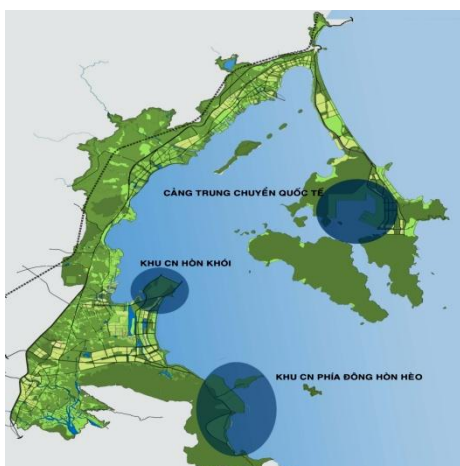 CẢNG TRUNG CHUYỂN QUỐC TẾ
KHU CN HÒN KHÓI
KHU CN PHÍA ĐÔNG HÒN HÈO